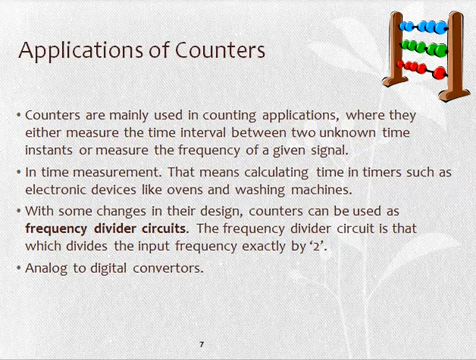 Applications of Counters
• Counters are mainly used in counting applications, where they
either measure the time interval between two unknown time
instants or measure the frequency of a given signal.
• In time measurement. That means calculating time in timers such as
electronic devices like ovens and washing machines.
• With some changes in their design, counters can be used as
frequency divider circuits. The frequency divider circuit is that
which divides the input frequency exactly by ‘2’.
• Analog to digital convertors.
7